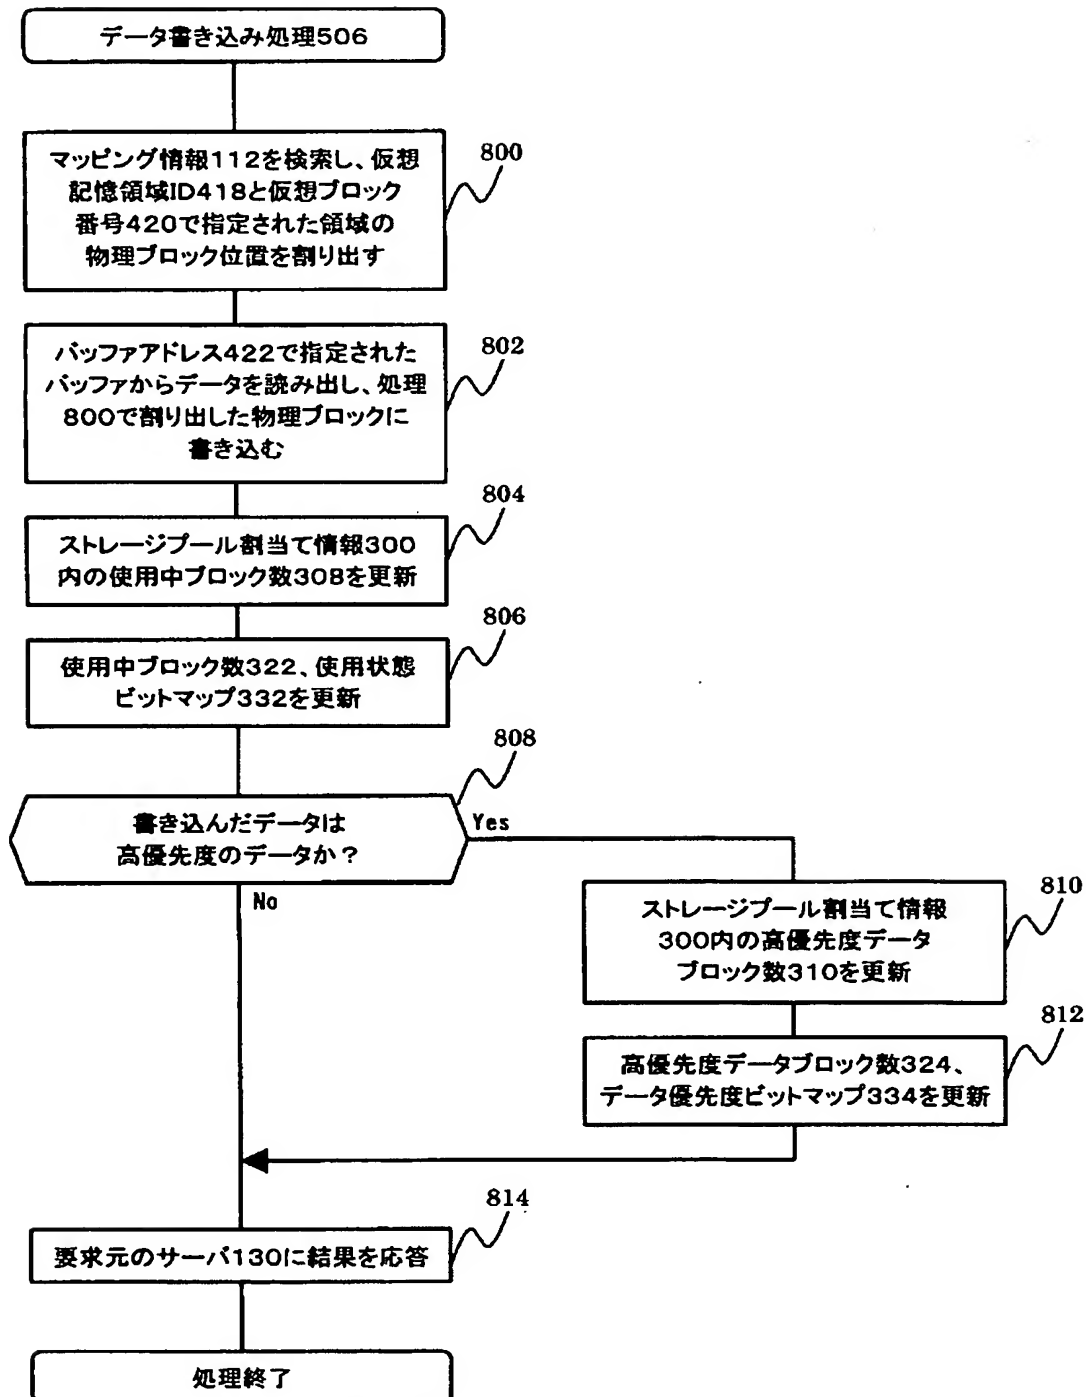 データ書き込み処理506
800
マッピング情報112を検索し、仮想
記憶領域ID418と仮想ブロック
番号420で指定された領域の
物理ブロック位置を割り出す
802
バッファアドレス422で指定された
バッファからデータを読み出し、処理
800で割り出した物理ブロックに
書き込む
804
ストレージプール割当て情報300
内の使用中ブロック数308を更新
806
使用中ブロック数322、使用状態
ビットマップ332を更新
808
書き込んだデータは
高優先度のデータか?
Yes
No
810
ストレージプール割当て情報
300内の高優先度データ
ブロック数310を更新
812
高優先度データブロック数324、
データ優先度ビットマップ334を更新
814
要求元のサーバ130に結果を応答
処理終了